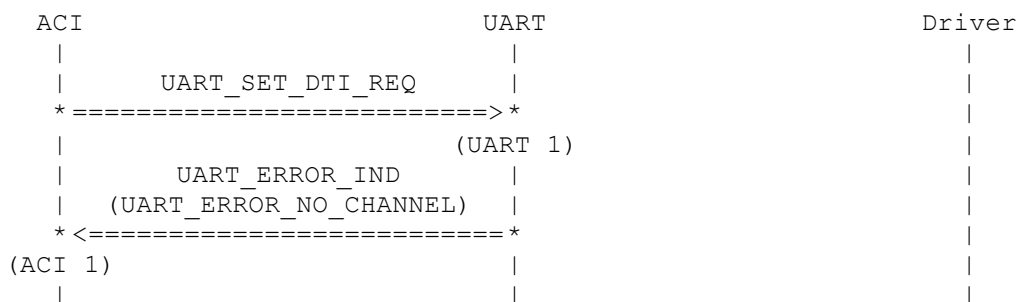 ACI UART Driver
| | |
| UART_SET_DTI_REQ | |
* ==========================> * |
| (UART 1) |
| UART_ERROR_IND | |
| (UART_ERROR_NO_CHANNEL) | |
* <========================== * |
(ACI 1) | |
| | |